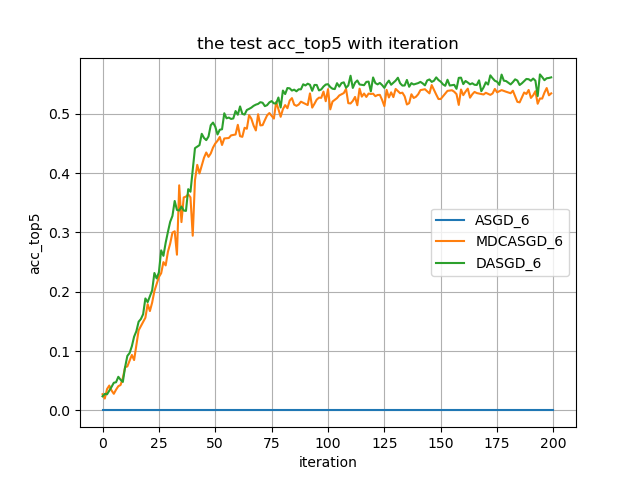 the test acc_top5 with iteration
acc_top5
0.5
0.4
0.3
0.2
0.1
0.0
ASGD_6
MDCASGD_6
DASGD_6
0 25 50 75 100 125 150 175 200
iteration